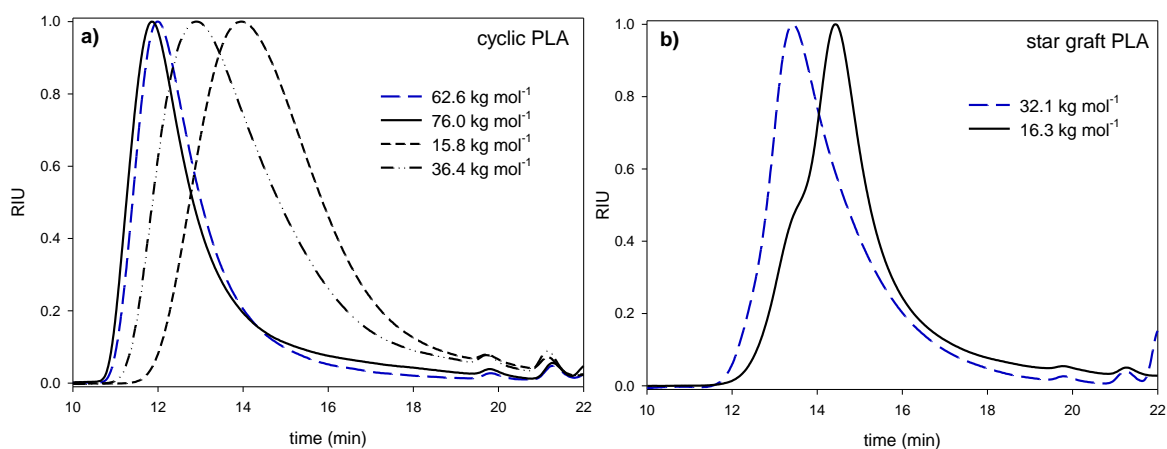 a)
cyclic PLA
62.6 kg mol⁻¹
76.0 kg mol⁻¹
15.8 kg mol⁻¹
36.4 kg mol⁻¹
RIU
1.0
0.8
0.6
0.4
0.2
0.0
10 12 14 16 18 20 22
time (min)
b)
star graft PLA
32.1 kg mol⁻¹
16.3 kg mol⁻¹
RIU
1.0
0.8
0.6
0.4
0.2
0.0
10 12 14 16 18 20 22
time (min)